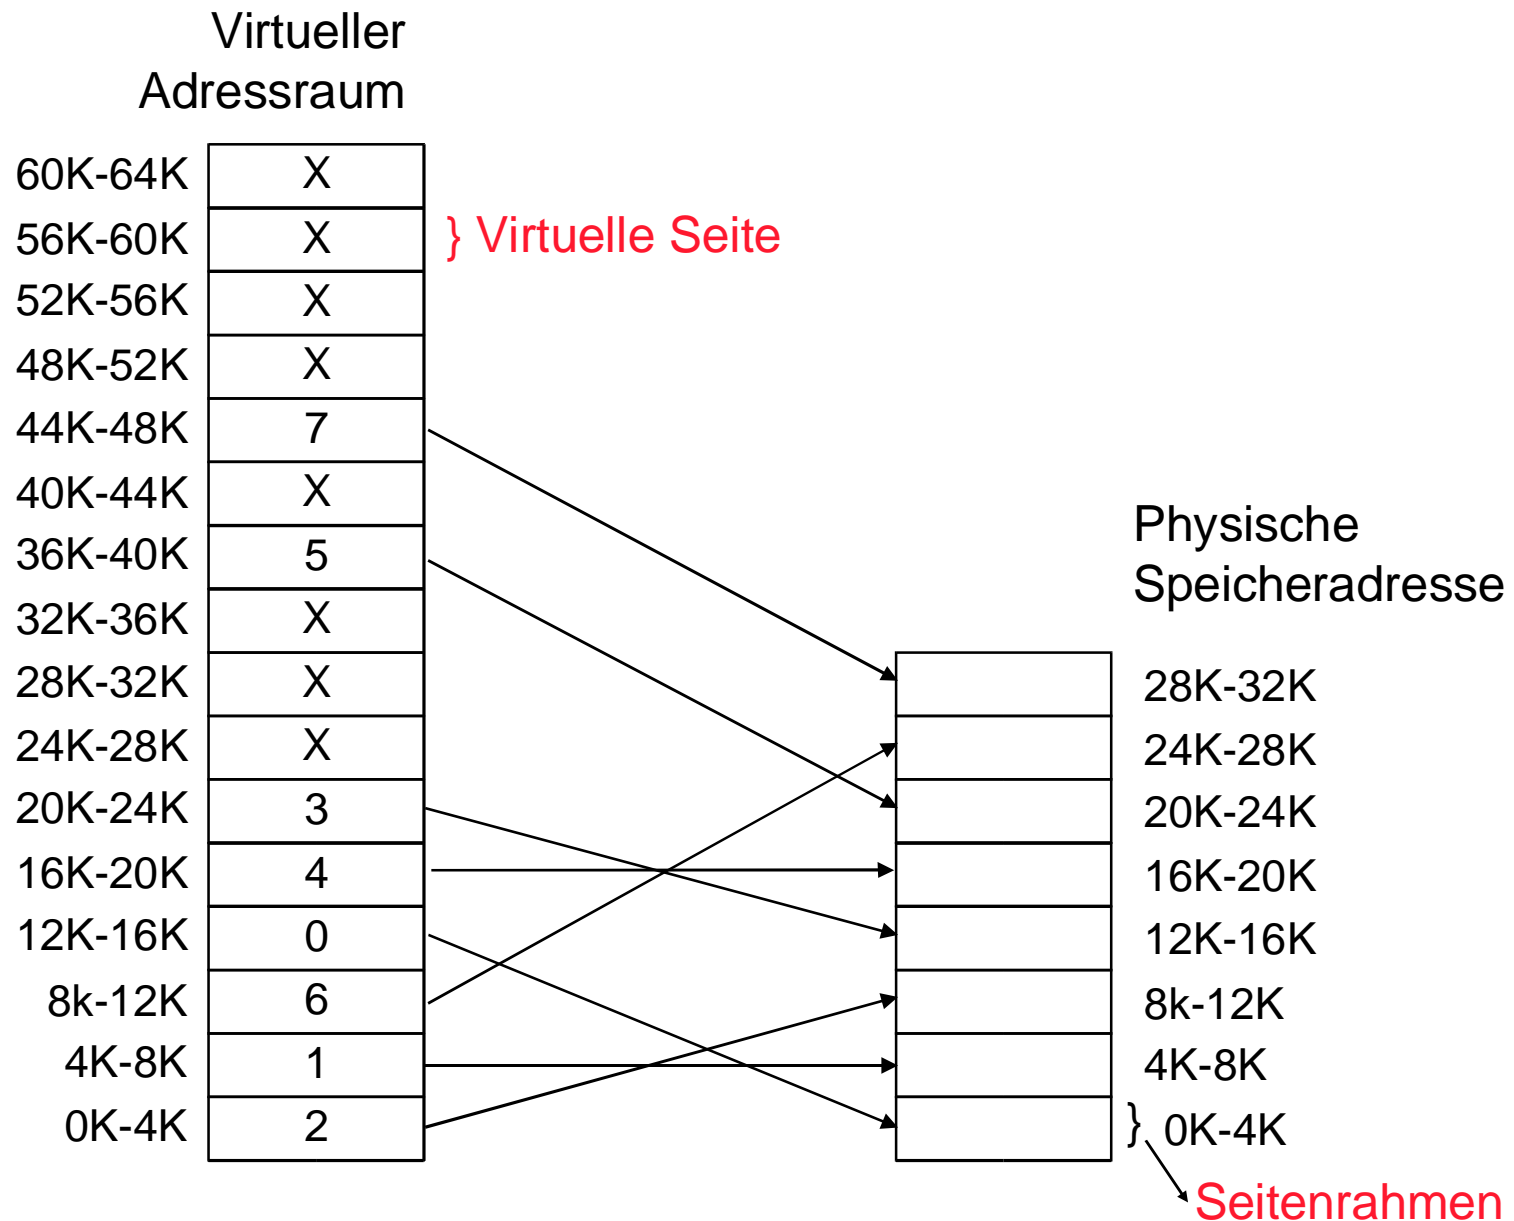 Virtueller
Adressraum
60K-64K X
56K-60K X } Virtuelle Seite
52K-56K X
48K-52K X
44K-48K 7
40K-44K X
36K-40K 5
32K-36K X
28K-32K X
24K-28K X
20K-24K 3
16K-20K 4
12K-16K 0
8k-12K 6
4K-8K 1
0K-4K 2
Physische
Speicheradresse
28K-32K
24K-28K
20K-24K
16K-20K
12K-16K
8k-12K
4K-8K
} 0K-4K
Seitenrahmen